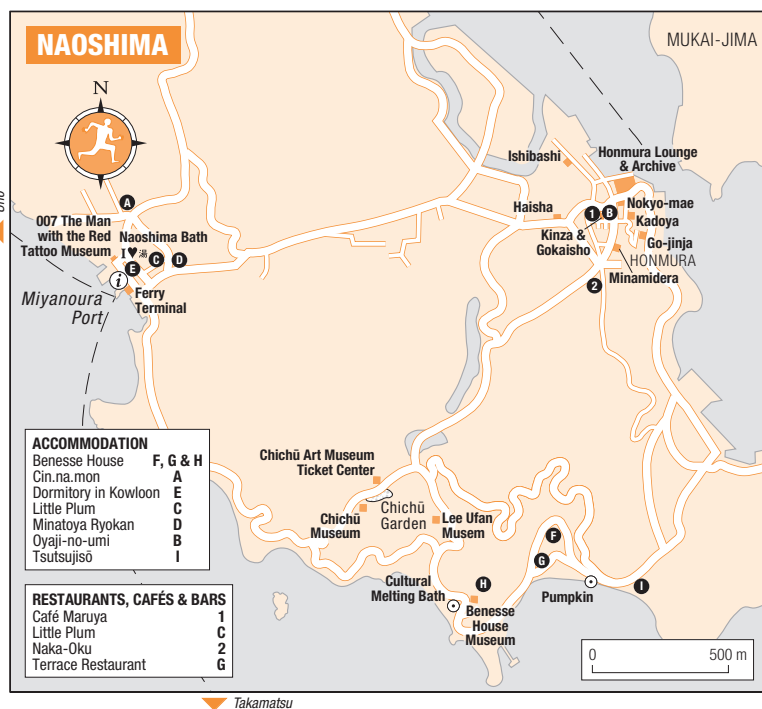 NAOSHIMA
MUKAI-JIMA
N
Uno
A
Ishibashi
Honmura Lounge
& Archive
007 The Man
with the Red
Tattoo Museum
Naoshima Bath
I ♥ 湯
C
D
E
i
Ferry
Terminal
Miyanoura
Port
Haisha
1
B
Nokyo-mae
Kadoya
Kinza &
Gokaisho
Go-jinja
HONMURA
Minamidera
2
ACCOMMODATION
Benesse House F, G & H
Cin.na.mon A
Dormitory in Kowloon E
Little Plum C
Minatoya Ryokan D
Oyaji-no-umi B
Tsutsujisō I
RESTAURANTS, CAFÉS & BARS
Café Maruya 1
Little Plum C
Naka-Oku 2
Terrace Restaurant G
Chichū Art Museum
Ticket Center
Chichū
Museum
Chichū
Garden
Lee Ufan
Musem
F
G
H
I
Cultural
Melting Bath
Benesse
House
Museum
Pumpkin
0 500 m
Takamatsu